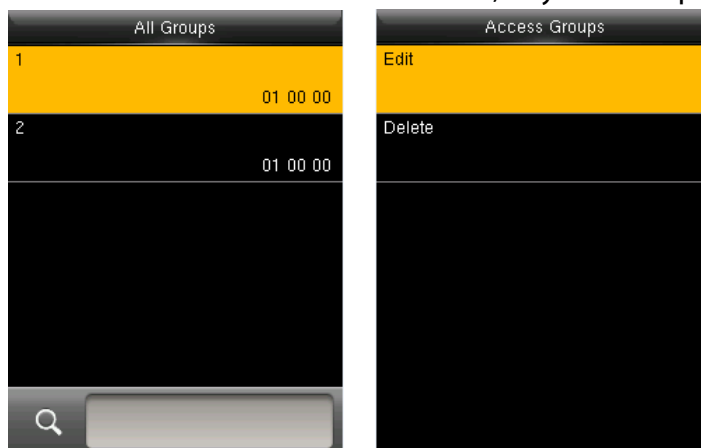 All Groups
1
01 00 00
2
01 00 00
Access Groups
Edit
Delete